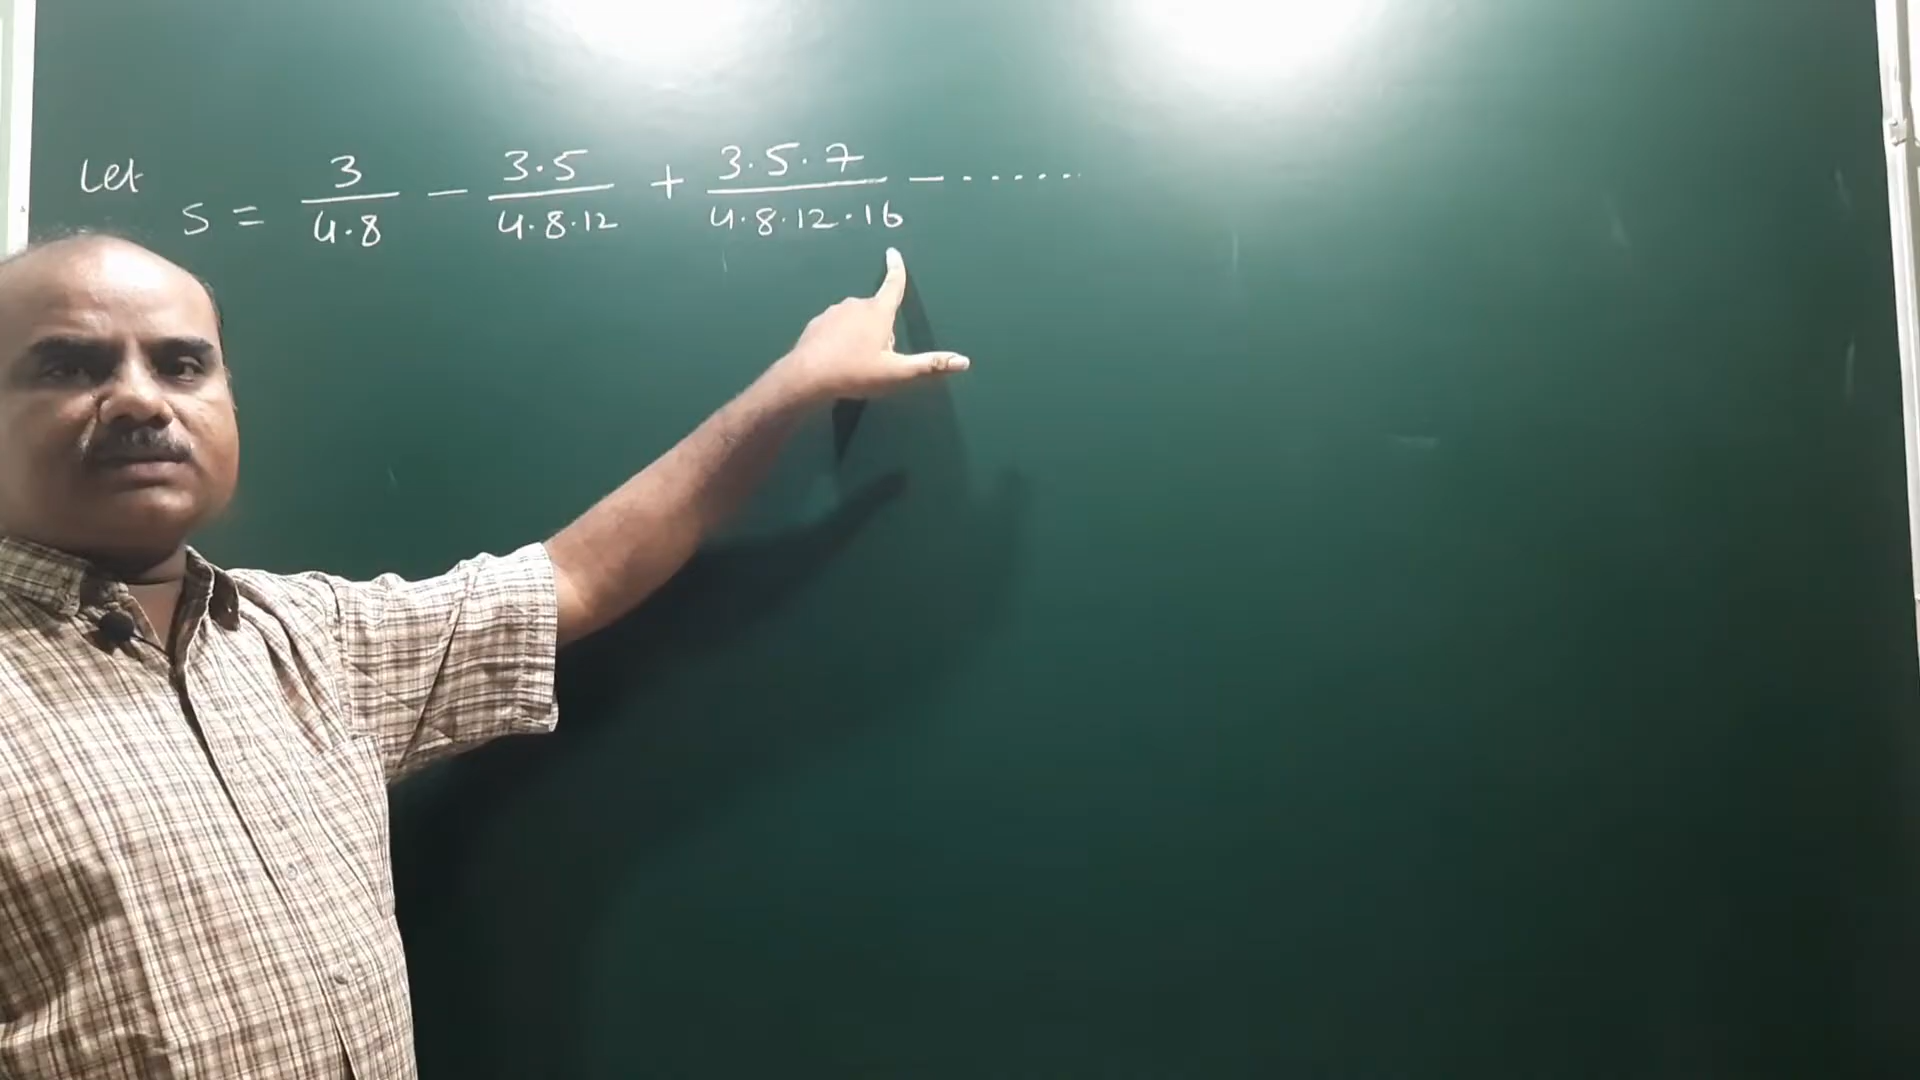 Let
S = 3/4·8 - 3·5/4·8·12 + 3·5·7/4·8·12·16 - ......